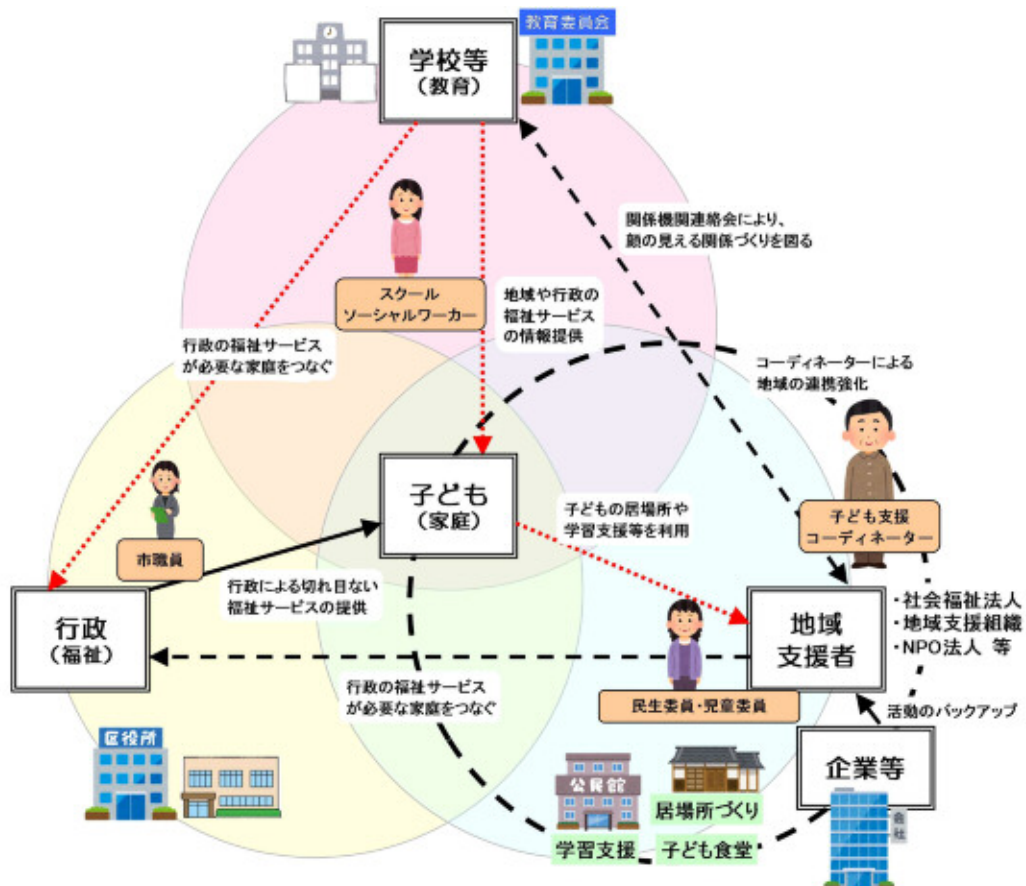 教育委員会
学校等
（教育）
関係機関連絡会により、
顔の見える関係づくりを図る
スクール
ソーシャルワーカー
地域や行政の
福祉サービス
の情報提供
行政の福祉サービス
が必要な家庭をつなぐ
コーディネーターによる
地域の連携強化
子ども
（家庭）
子どもの居場所や
学習支援等を利用
子ども支援
コーディネーター
市職員
行政による切れ目ない
福祉サービスの提供
行政
（福祉）
地域
支援者
・社会福祉法人
・地域支援組織
・NPO法人 等
行政の福祉サービス
が必要な家庭をつなぐ
民生委員・児童委員
活動のバックアップ
区役所
企業等
公民館
居場所づくり
会社
学習支援
子ども食堂